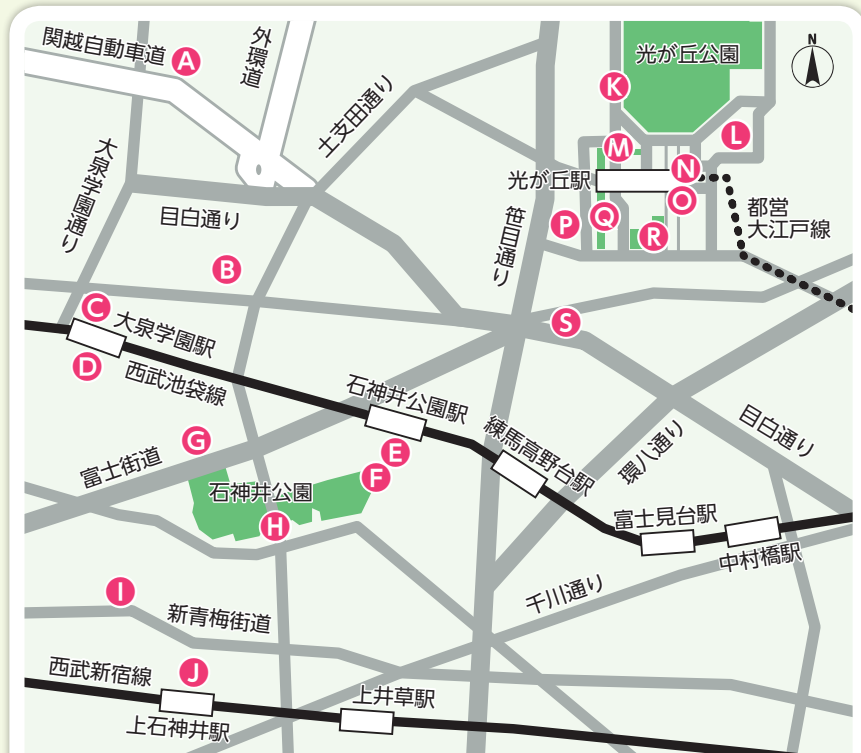 関越自動車道
A
外環道
土支田通り
N
光が丘公園
K
L
M
N
光が丘駅
O
都営
大江戸線
P
Q
R
大泉学園通り
目白通り
笹目通り
B
C
大泉学園駅
D
西武池袋線
S
石神井公園駅
練馬高野台駅
環八通り
目白通り
G
E
F
富士街道
石神井公園
H
富士見台駅
中村橋駅
I
新青梅街道
千川通り
西武新宿線
J
上石神井駅
上井草駅